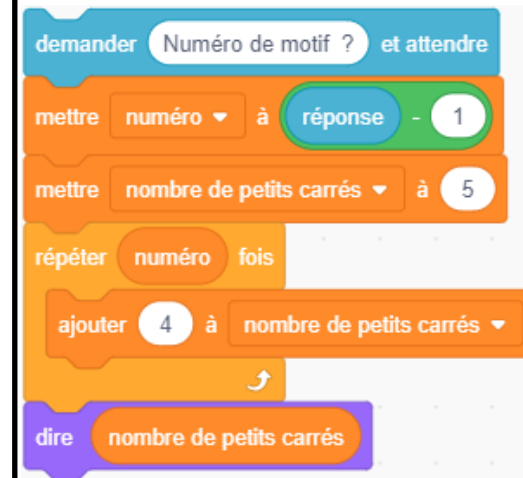 demander Numéro de motif ? et attendre
mettre numéro à réponse - 1
mettre nombre de petits carrés à 5
répéter numéro fois
ajouter 4 à nombre de petits carrés
dire nombre de petits carrés